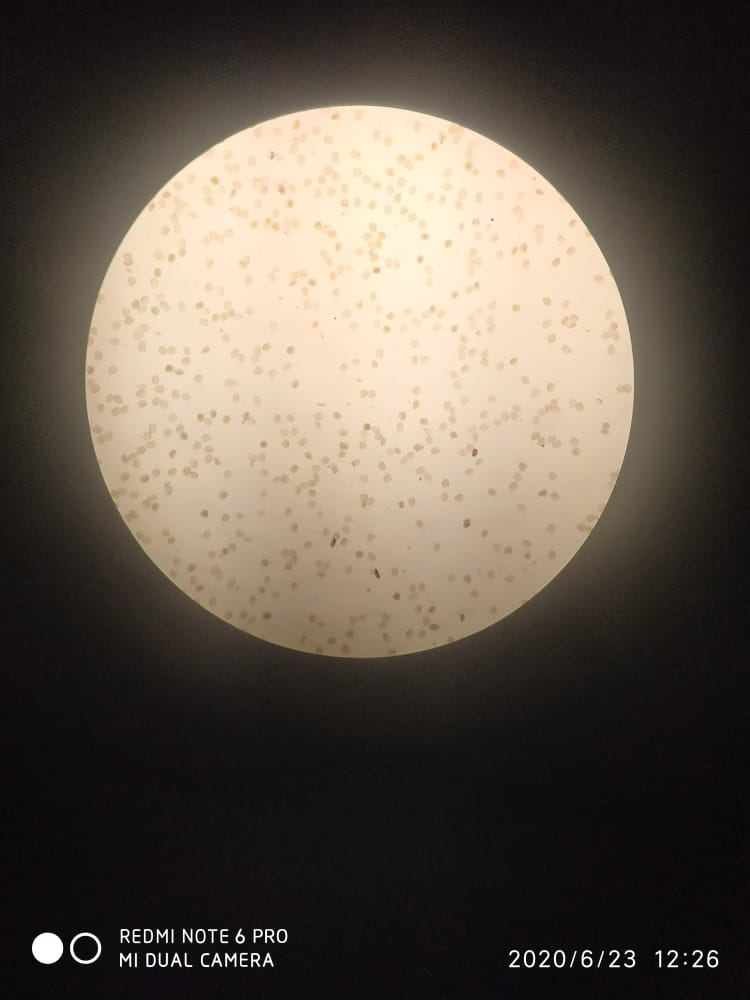 REDMI NOTE 6 PRO
MI DUAL CAMERA
2020/6/23 12:26